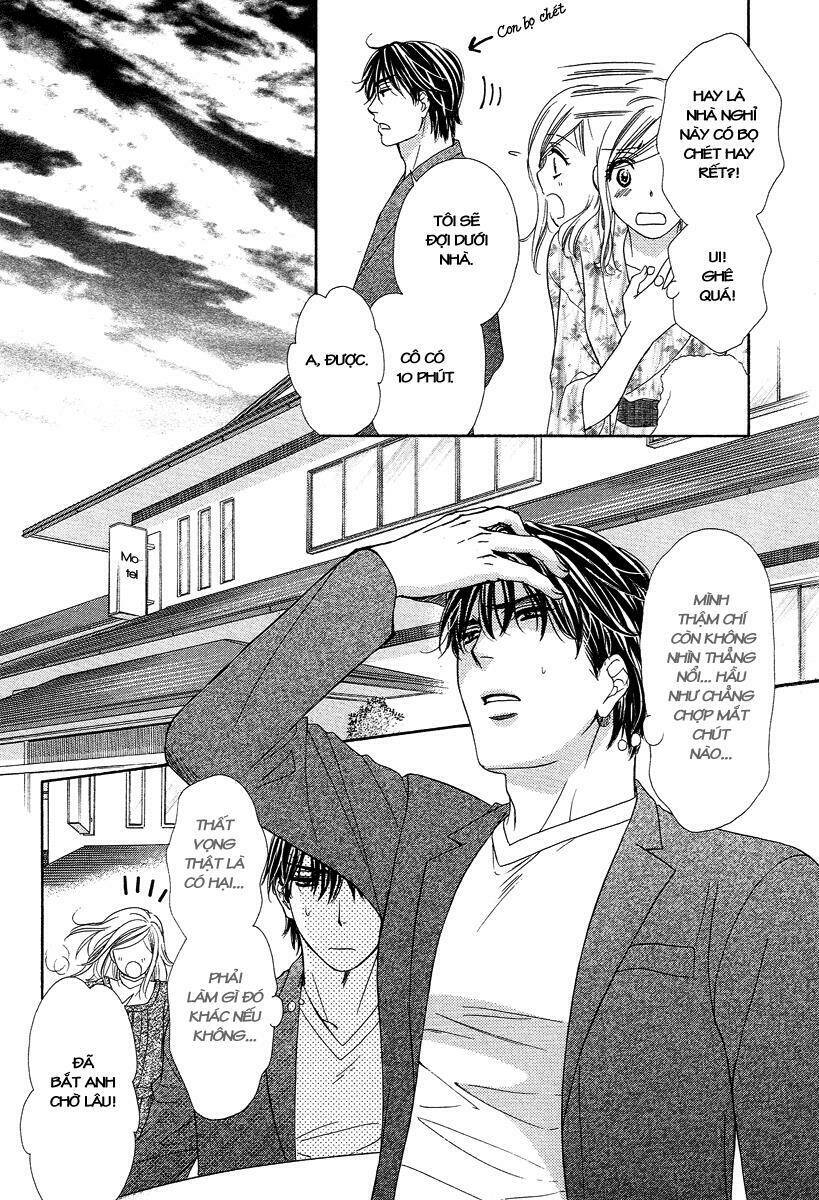 Con bọ chét
HAY LÀ
NHÀ NGHỈ
NÀY CÓ BỌ
CHÉT HAY
RẾT?!
UI!
GHÊ
QUÁ!
TÔI SẼ
ĐỢI DƯỚI
NHÀ.
CÔ CÓ
10 PHÚT.
A, ĐƯỢC.
Mo
tel
MÌNH
THẬM CHÍ
CÒN KHÔNG
NHÌN THẲNG
NỔI... HẦU
NHƯ CHẲNG
CHỢP MẮT
CHÚT
NÀO...
THẤT
VỌNG
THẬT LÀ
CÓ HẠI...
PHẢI
LÀM GÌ ĐÓ
KHÁC NẾU
KHÔNG...
ĐÃ
BẮT ANH
CHỜ LÂU!